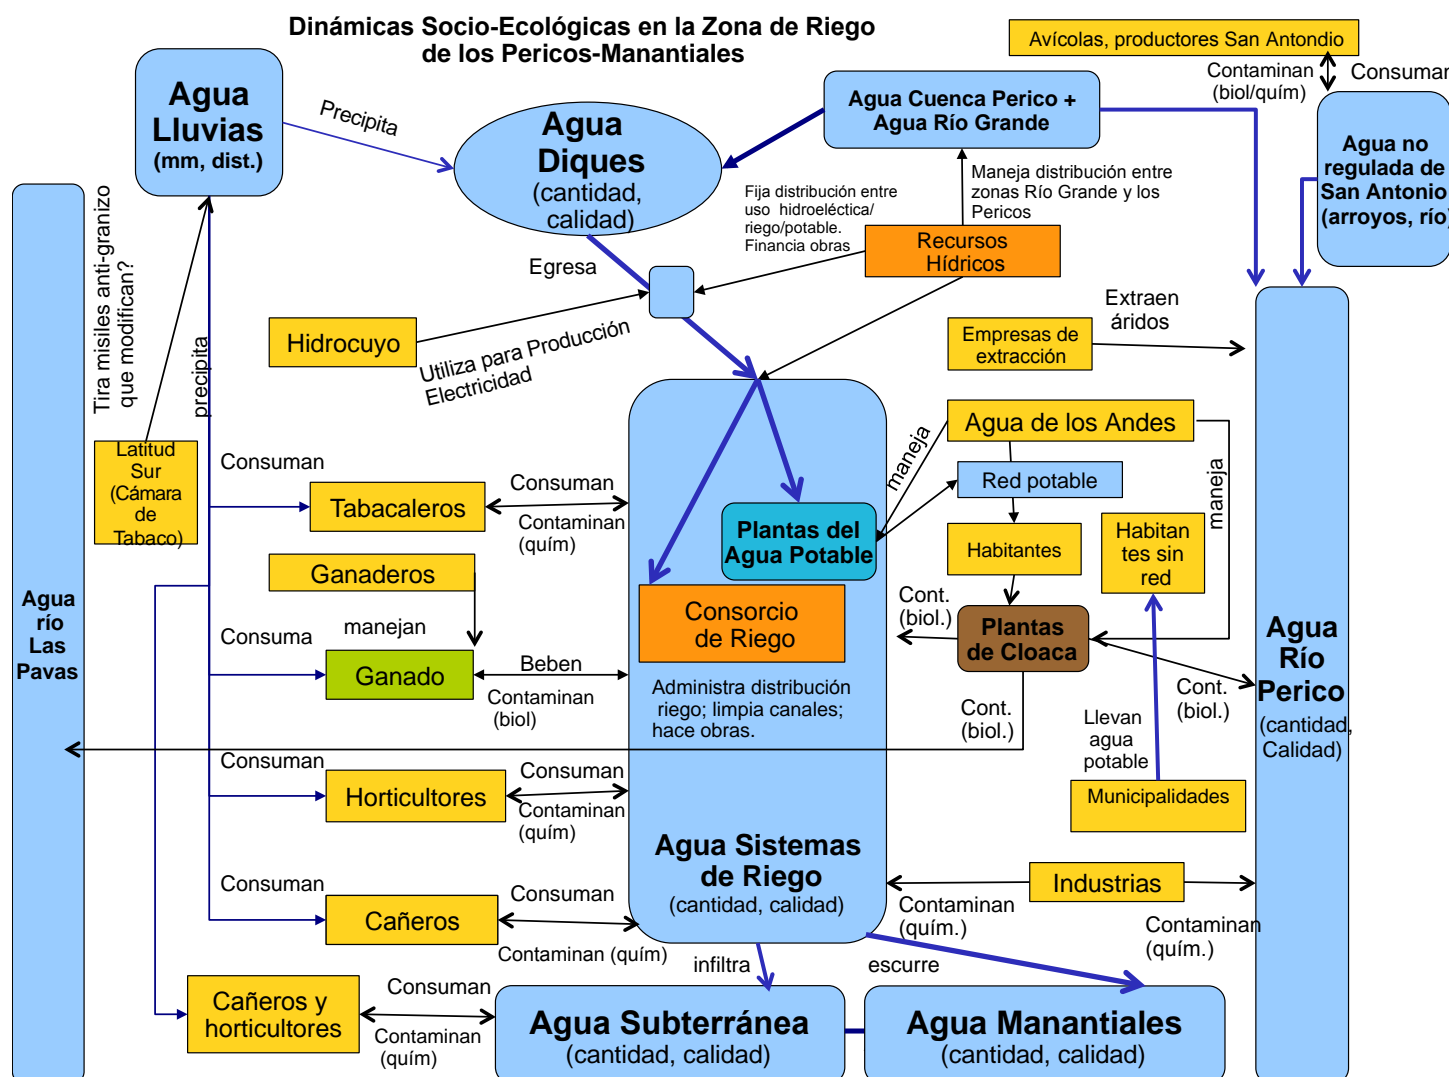 Dinámicas Socio-Ecológicas en la Zona de Riego
de los Pericos-Manantiales
Avícolas, productores San Antondio
Contaminan
(biol/quím)
Consuman
Agua
Lluvias
(mm, dist.)
Precipita
Agua
Diques
(cantidad,
calidad)
Agua Cuenca Perico +
Agua Río Grande
Agua no
regulada de
San Antonio
(arroyos, río)
Maneja distribución entre
zonas Río Grande y los
Pericos
Fija distribución entre
uso hidroeléctica/
riego/potable.
Financia obras
Recursos
Hídricos
Egresa
Tira misiles anti-granizo
que modifican?
precipita
Hidrocuyo
Utiliza para Producción
Electricidad
Extraen
áridos
Empresas de
extracción
Latitud
Sur
(Cámara
de
Tabaco)
Consuman
Tabacaleros
Consuman
Contaminan
(quím)
Agua de los Andes
maneja
maneja
Red potable
Plantas del
Agua Potable
Habitantes
Habitan
tes sin
red
Ganaderos
manejan
Consuma
Ganado
Beben
Contaminan
(biol)
Consorcio
de Riego
Administra distribución
riego; limpia canales;
hace obras.
Cont.
(biol.)
Plantas
de Cloaca
Cont.
(biol.)
Cont.
(biol.)
Llevan
agua
potable
Municipalidades
Agua
río
Las
Pavas
Agua
Río
Perico
(cantidad,
Calidad)
Consuman
Horticultores
Consuman
Contaminan
(quím)
Agua Sistemas
de Riego
(cantidad, calidad)
Industrias
Contaminan
(quím.)
Contaminan
(quím.)
Consuman
Cañeros
Consuman
Contaminan (quím)
infiltra
escurre
Cañeros y
horticultores
Consuman
Contaminan
(quím)
Agua Subterránea
(cantidad, calidad)
Agua Manantiales
(cantidad, calidad)